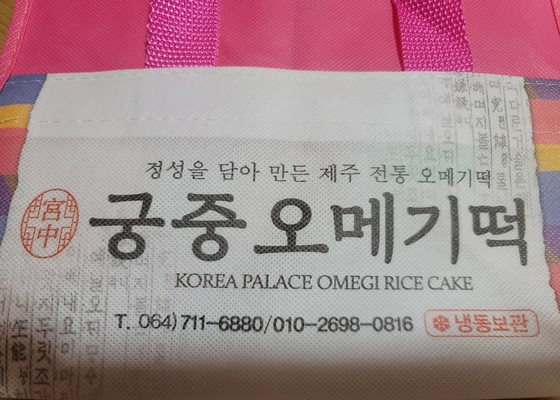 정성을 담아 만든 제주 전통 오메기떡
宮中
궁중오메기떡
KOREA PALACE OMEGI RICE CAKE
T. 064)711-6880/010-2698-0816
냉동보관